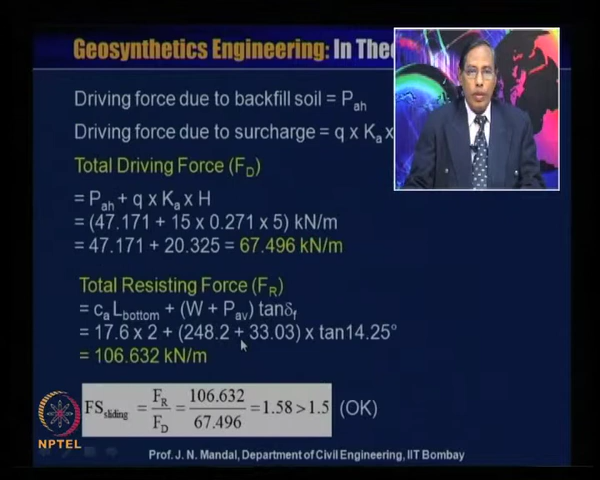 Geosynthetics Engineering: In
Driving force due to backfill soil = Pah
Driving force due to surcharge = q x Ka x
Total Driving Force (FD)
= Pah + q x Ka x H
= (47.171 + 15 x 0.271 x 5) kN/m
= 47.171 + 20.325 = 67.496 kN/m
Total Resisting Force (FR)
= ca Lbottom + (W + Pav) tanδf
= 17.6 x 2 + (248.2 + 33.03) x tan14.25°
= 106.632 kN/m
FSsliding = FR / FD = 106.632 / 67.496 = 1.58 > 1.5 (OK)
NPTEL
Prof. J. N. Mandal, Department of Civil Engineering, IIT Bombay